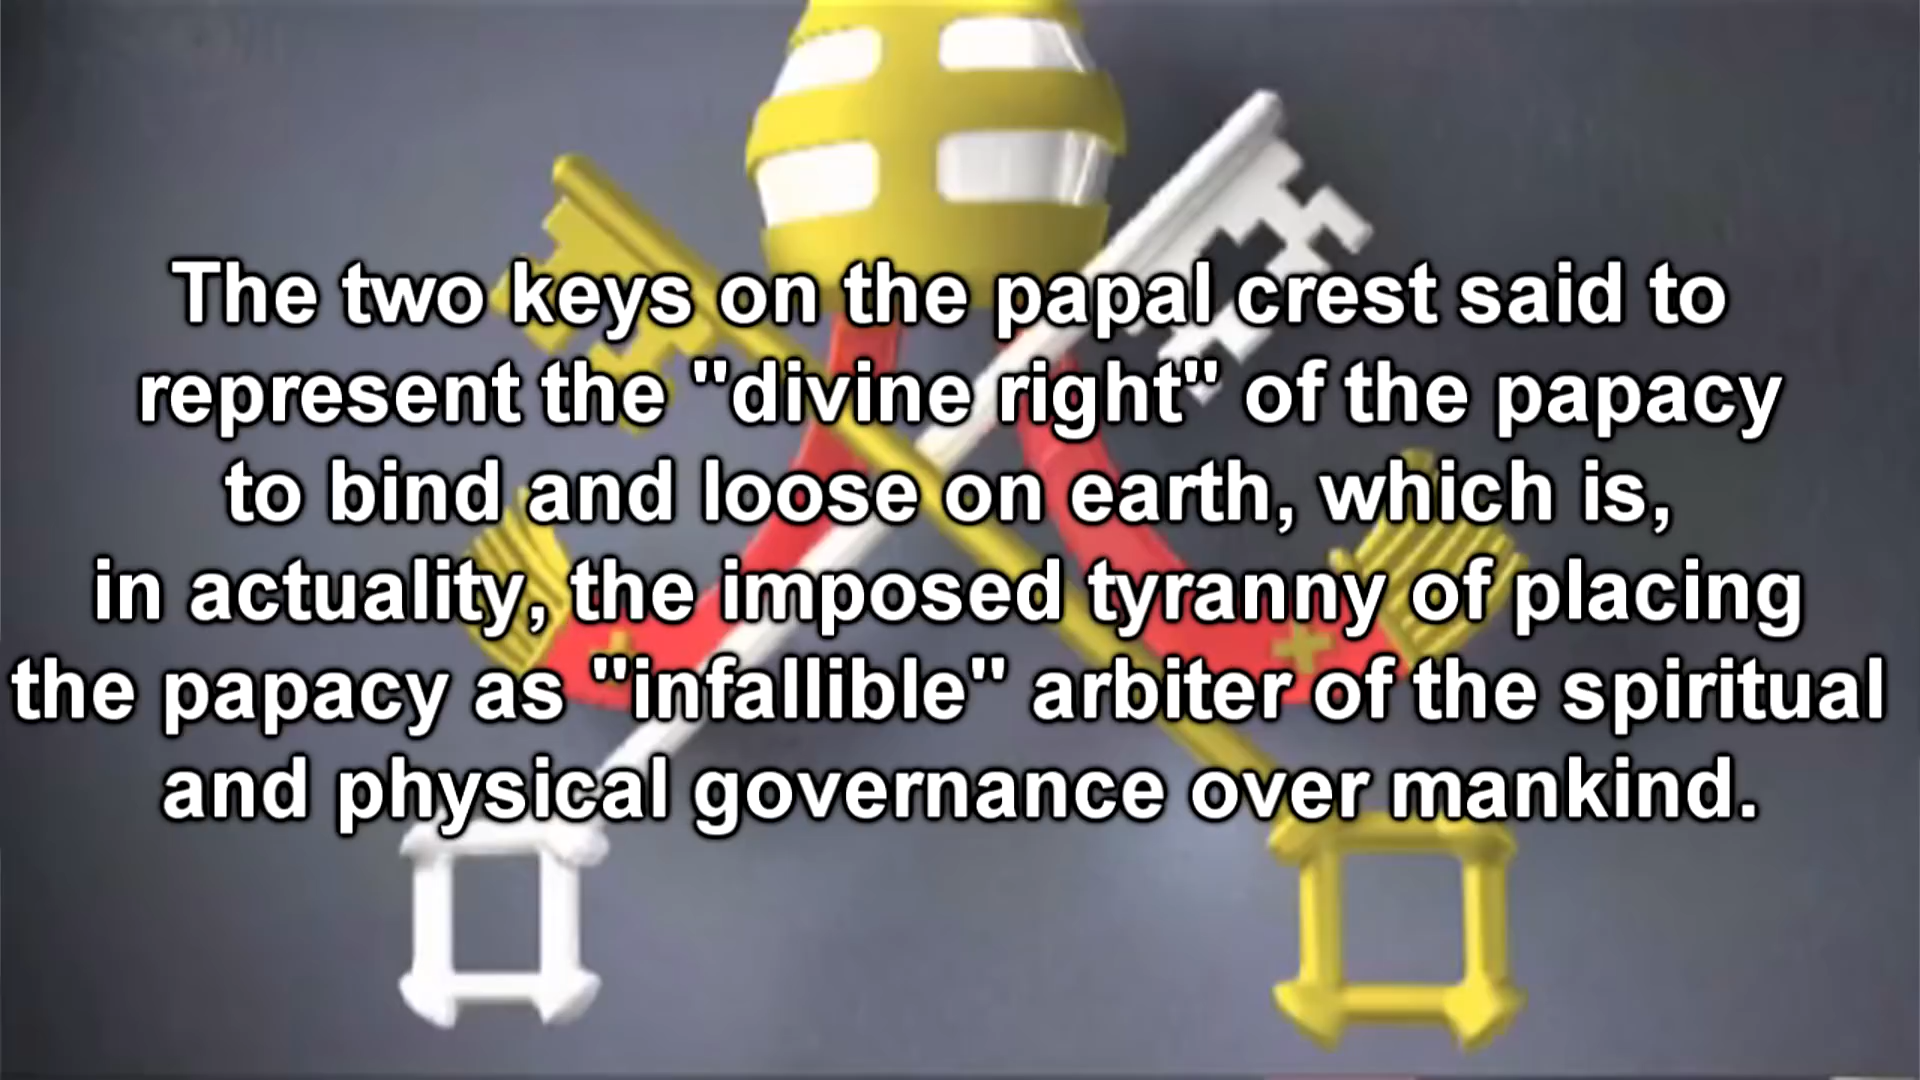 The two keys on the papal crest said to
represent the "divine right" of the papacy
to bind and loose on earth, which is,
in actuality, the imposed tyranny of placing
the papacy as "infallible" arbiter of the spiritual
and physical governance over mankind.